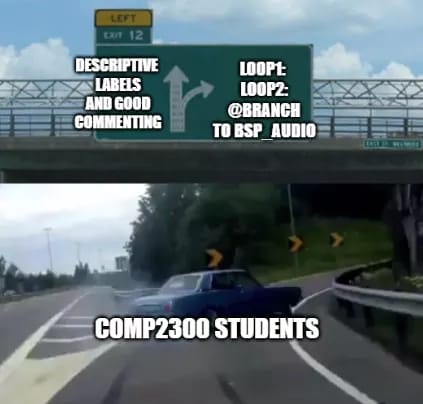 LEFT
EXIT 12
DESCRIPTIVE
LABELS
AND GOOD
COMMENTING
LOOP1:
LOOP2:
@BRANCH
TO BSP_AUDIO
COMP2300 STUDENTS